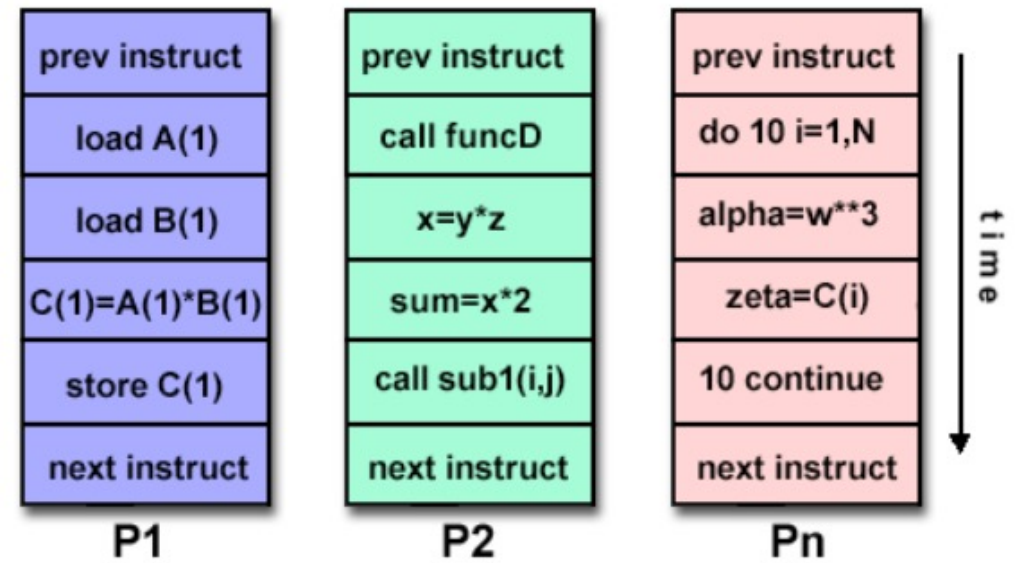 prev instruct
load A(1)
load B(1)
C(1)=A(1)*B(1)
store C(1)
next instruct
P1
prev instruct
call funcD
x=y*z
sum=x*2
call sub1(i,j)
next instruct
P2
prev instruct
do 10 i=1,N
alpha=w**3
zeta=C(i)
10 continue
next instruct
Pn
time